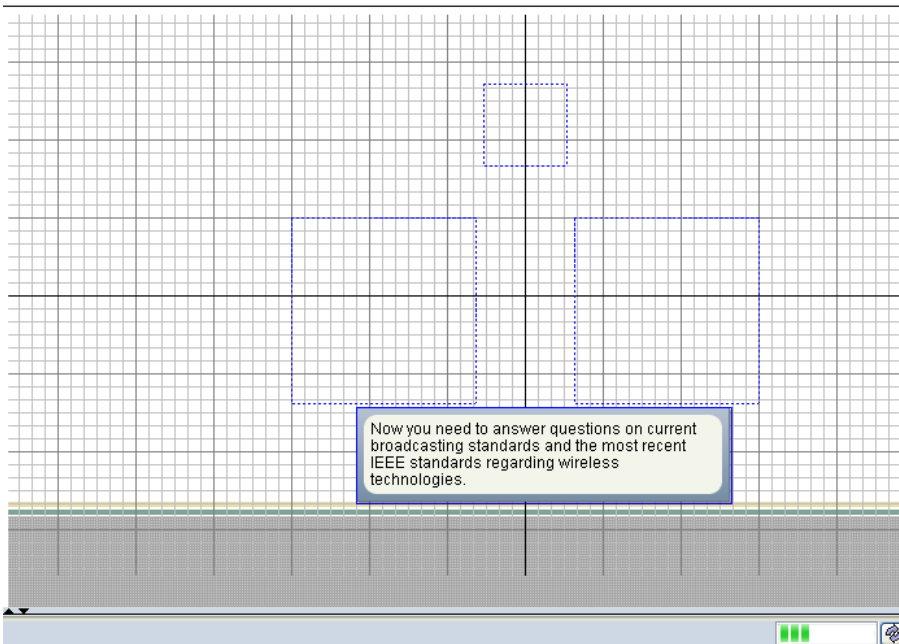 Now you need to answer questions on current
broadcasting standards and the most recent
IEEE standards regarding wireless
technologies.